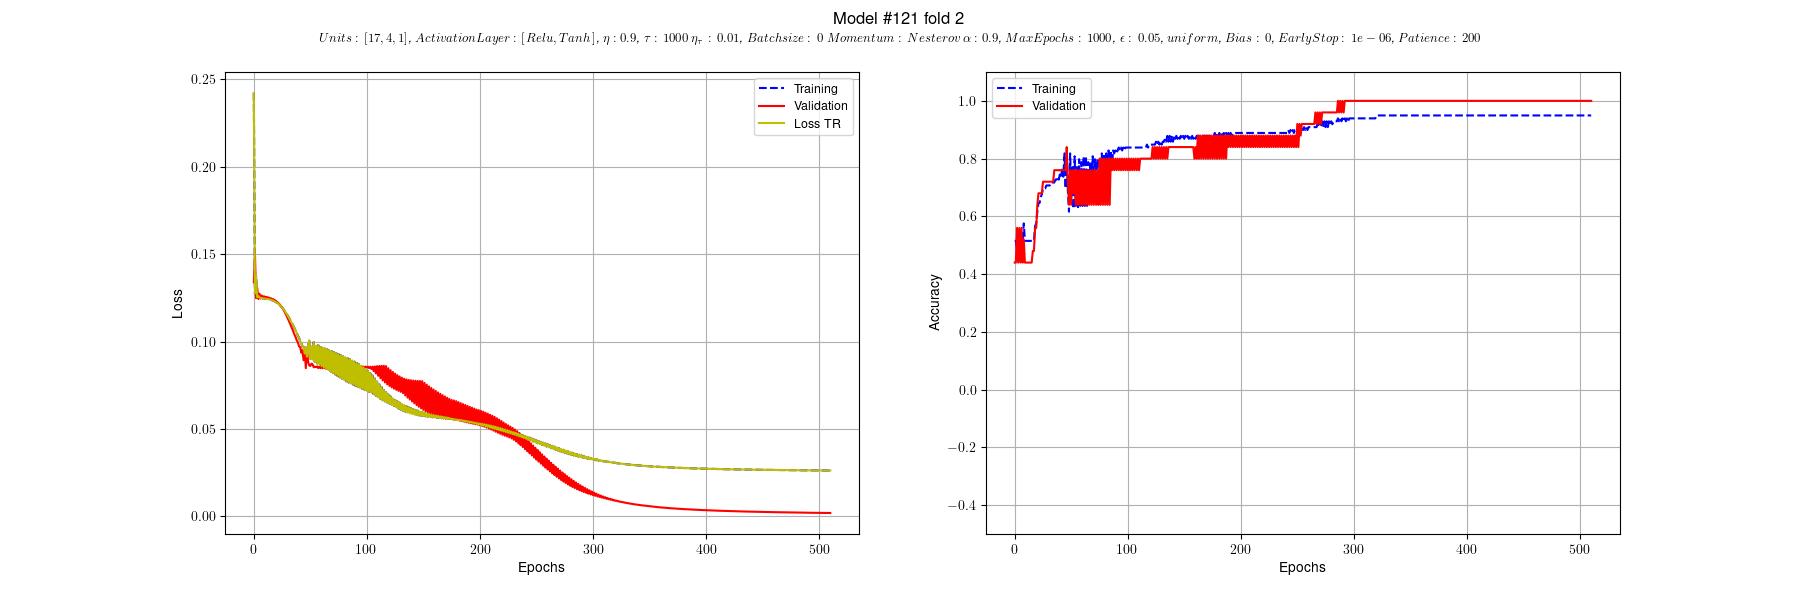 Model #121 fold 2
Units : [17, 4, 1], ActivationLayer : [Relu, Tanh], η : 0.9, τ : 1000 ητ : 0.01, Batchsize : 0 Momentum : Nesterov α : 0.9, MaxEpochs : 1000, ϵ : 0.05, uniform, Bias : 0, EarlyStop : 1e − 06, Patience : 200
0.25
0.20
0.15
0.10
0.05
0.00
Loss
0 100 200 300 400 500
Epochs
Training
Validation
Loss TR
1.0
0.8
0.6
0.4
0.2
0.0
−0.2
−0.4
Accuracy
0 100 200 300 400 500
Epochs
Training
Validation